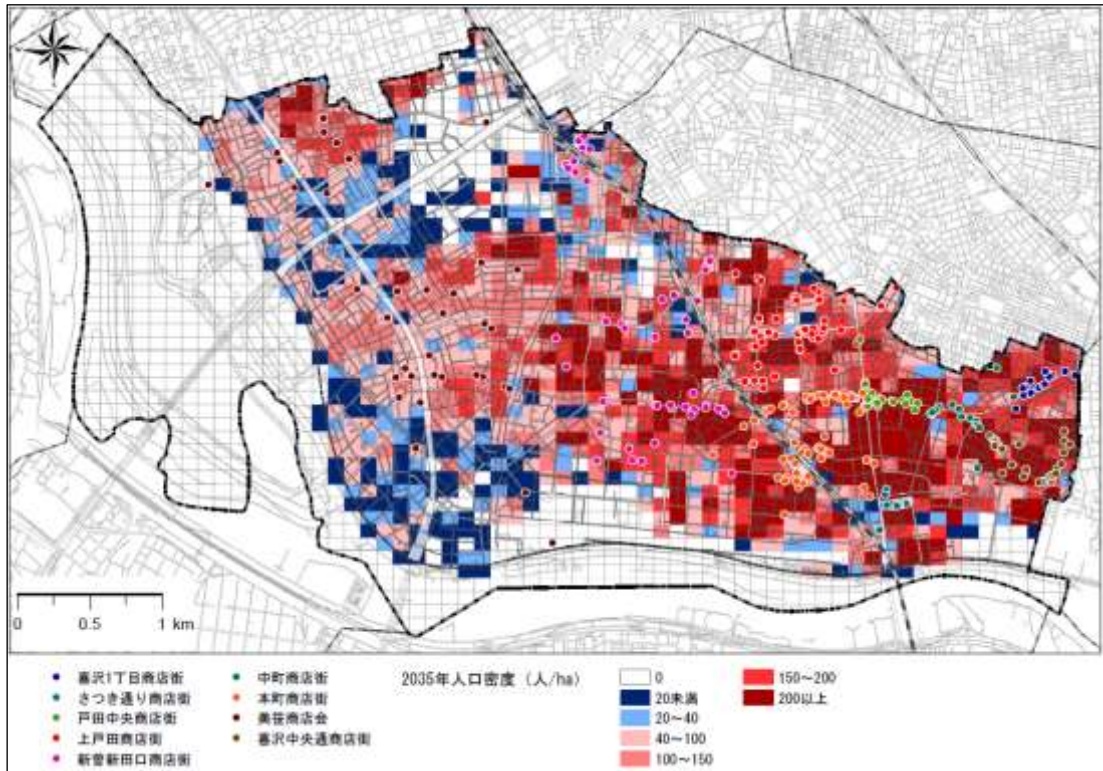 0 0.5 1 km
喜沢1丁目商店街
さつき通り商店街
戸田中央商店街
上戸田商店街
新曽新田口商店街
中町商店街
本町商店街
美笹商店会
喜沢中央通商店街
2035年人口密度（人/ha）
0
20未満
20～40
40～100
100～150
150～200
200以上